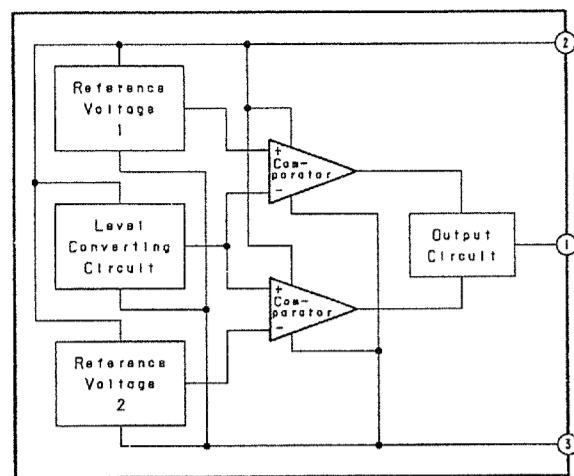 Reference
Voltage
1
2
+
Com-
parator
-
Level
Converting
Circuit
Output
Circuit
1
+
Com-
parator
-
Reference
Voltage
2
3